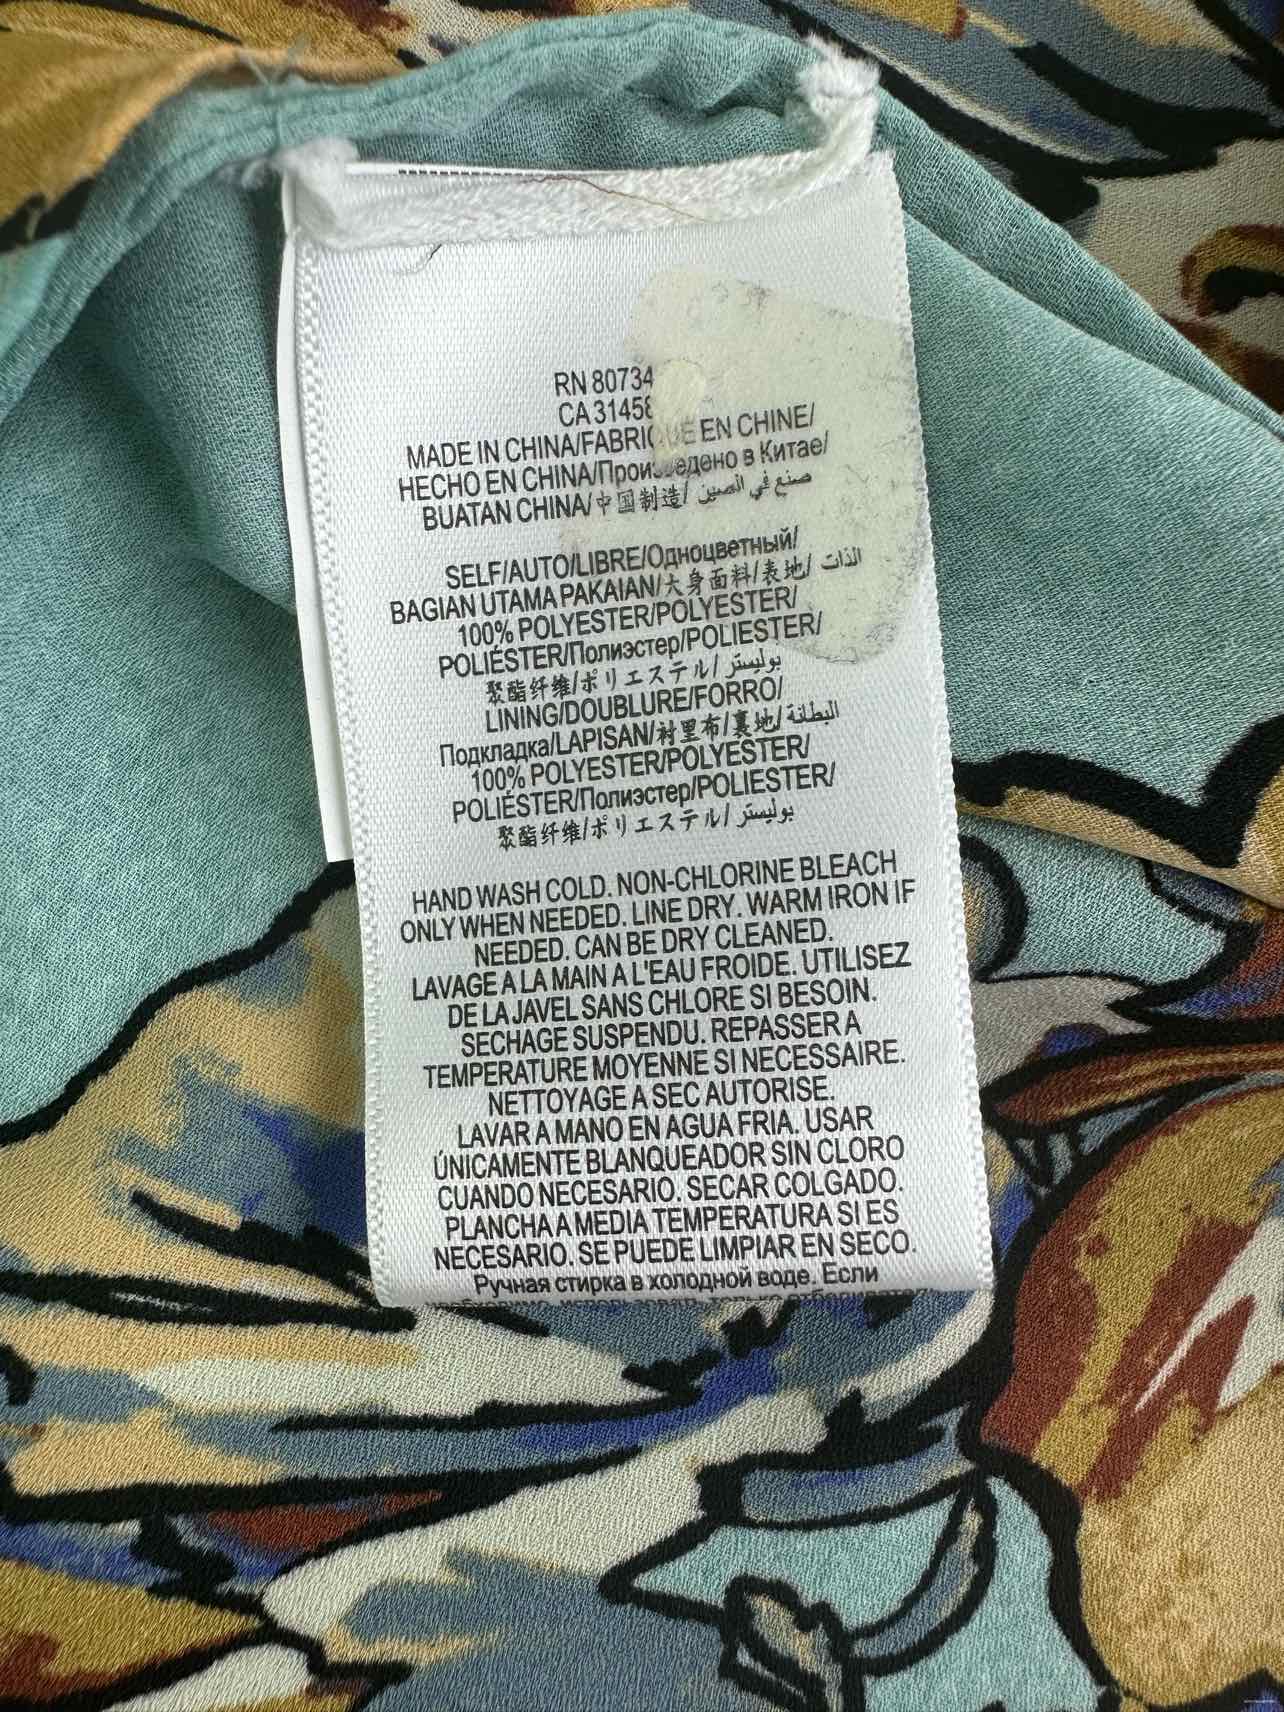 RN 80734
CA 31458
MADE IN CHINA/FABRIQUÉ EN CHINE/
HECHO EN CHINA/Произведено в Китае/
BUATAN CHINA/中国制造/ صنع في الصين
SELF/AUTO/LIBRE/Одноцветный/
BAGIAN UTAMA PAKAIAN/大身面料/表地/ الذات
100% POLYESTER/POLYESTER/
POLIÉSTER/Полиэстер/POLIESTER/
聚酯纤维/ポリエステル/ بوليستر
LINING/DOUBLURE/FORRO/
Подкладка/LAPISAN/衬里布/裏地/ البطانة
100% POLYESTER/POLYESTER/
POLIÉSTER/Полиэстер/POLIESTER/
聚酯纤维/ポリエステル/ بوليستر
HAND WASH COLD. NON-CHLORINE BLEACH
ONLY WHEN NEEDED. LINE DRY. WARM IRON IF
NEEDED. CAN BE DRY CLEANED.
LAVAGE A LA MAIN A L'EAU FROIDE. UTILISEZ
DE LA JAVEL SANS CHLORE SI BESOIN.
SECHAGE SUSPENDU. REPASSER A
TEMPERATURE MOYENNE SI NECESSAIRE.
NETTOYAGE A SEC AUTORISE.
LAVAR A MANO EN AGUA FRIA. USAR
ÚNICAMENTE BLANQUEADOR SIN CLORO
CUANDO NECESARIO. SECAR COLGADO.
PLANCHA A MEDIA TEMPERATURA SI ES
NECESARIO. SE PUEDE LIMPIAR EN SECO.
Ручная стирка в холодной воде. Если